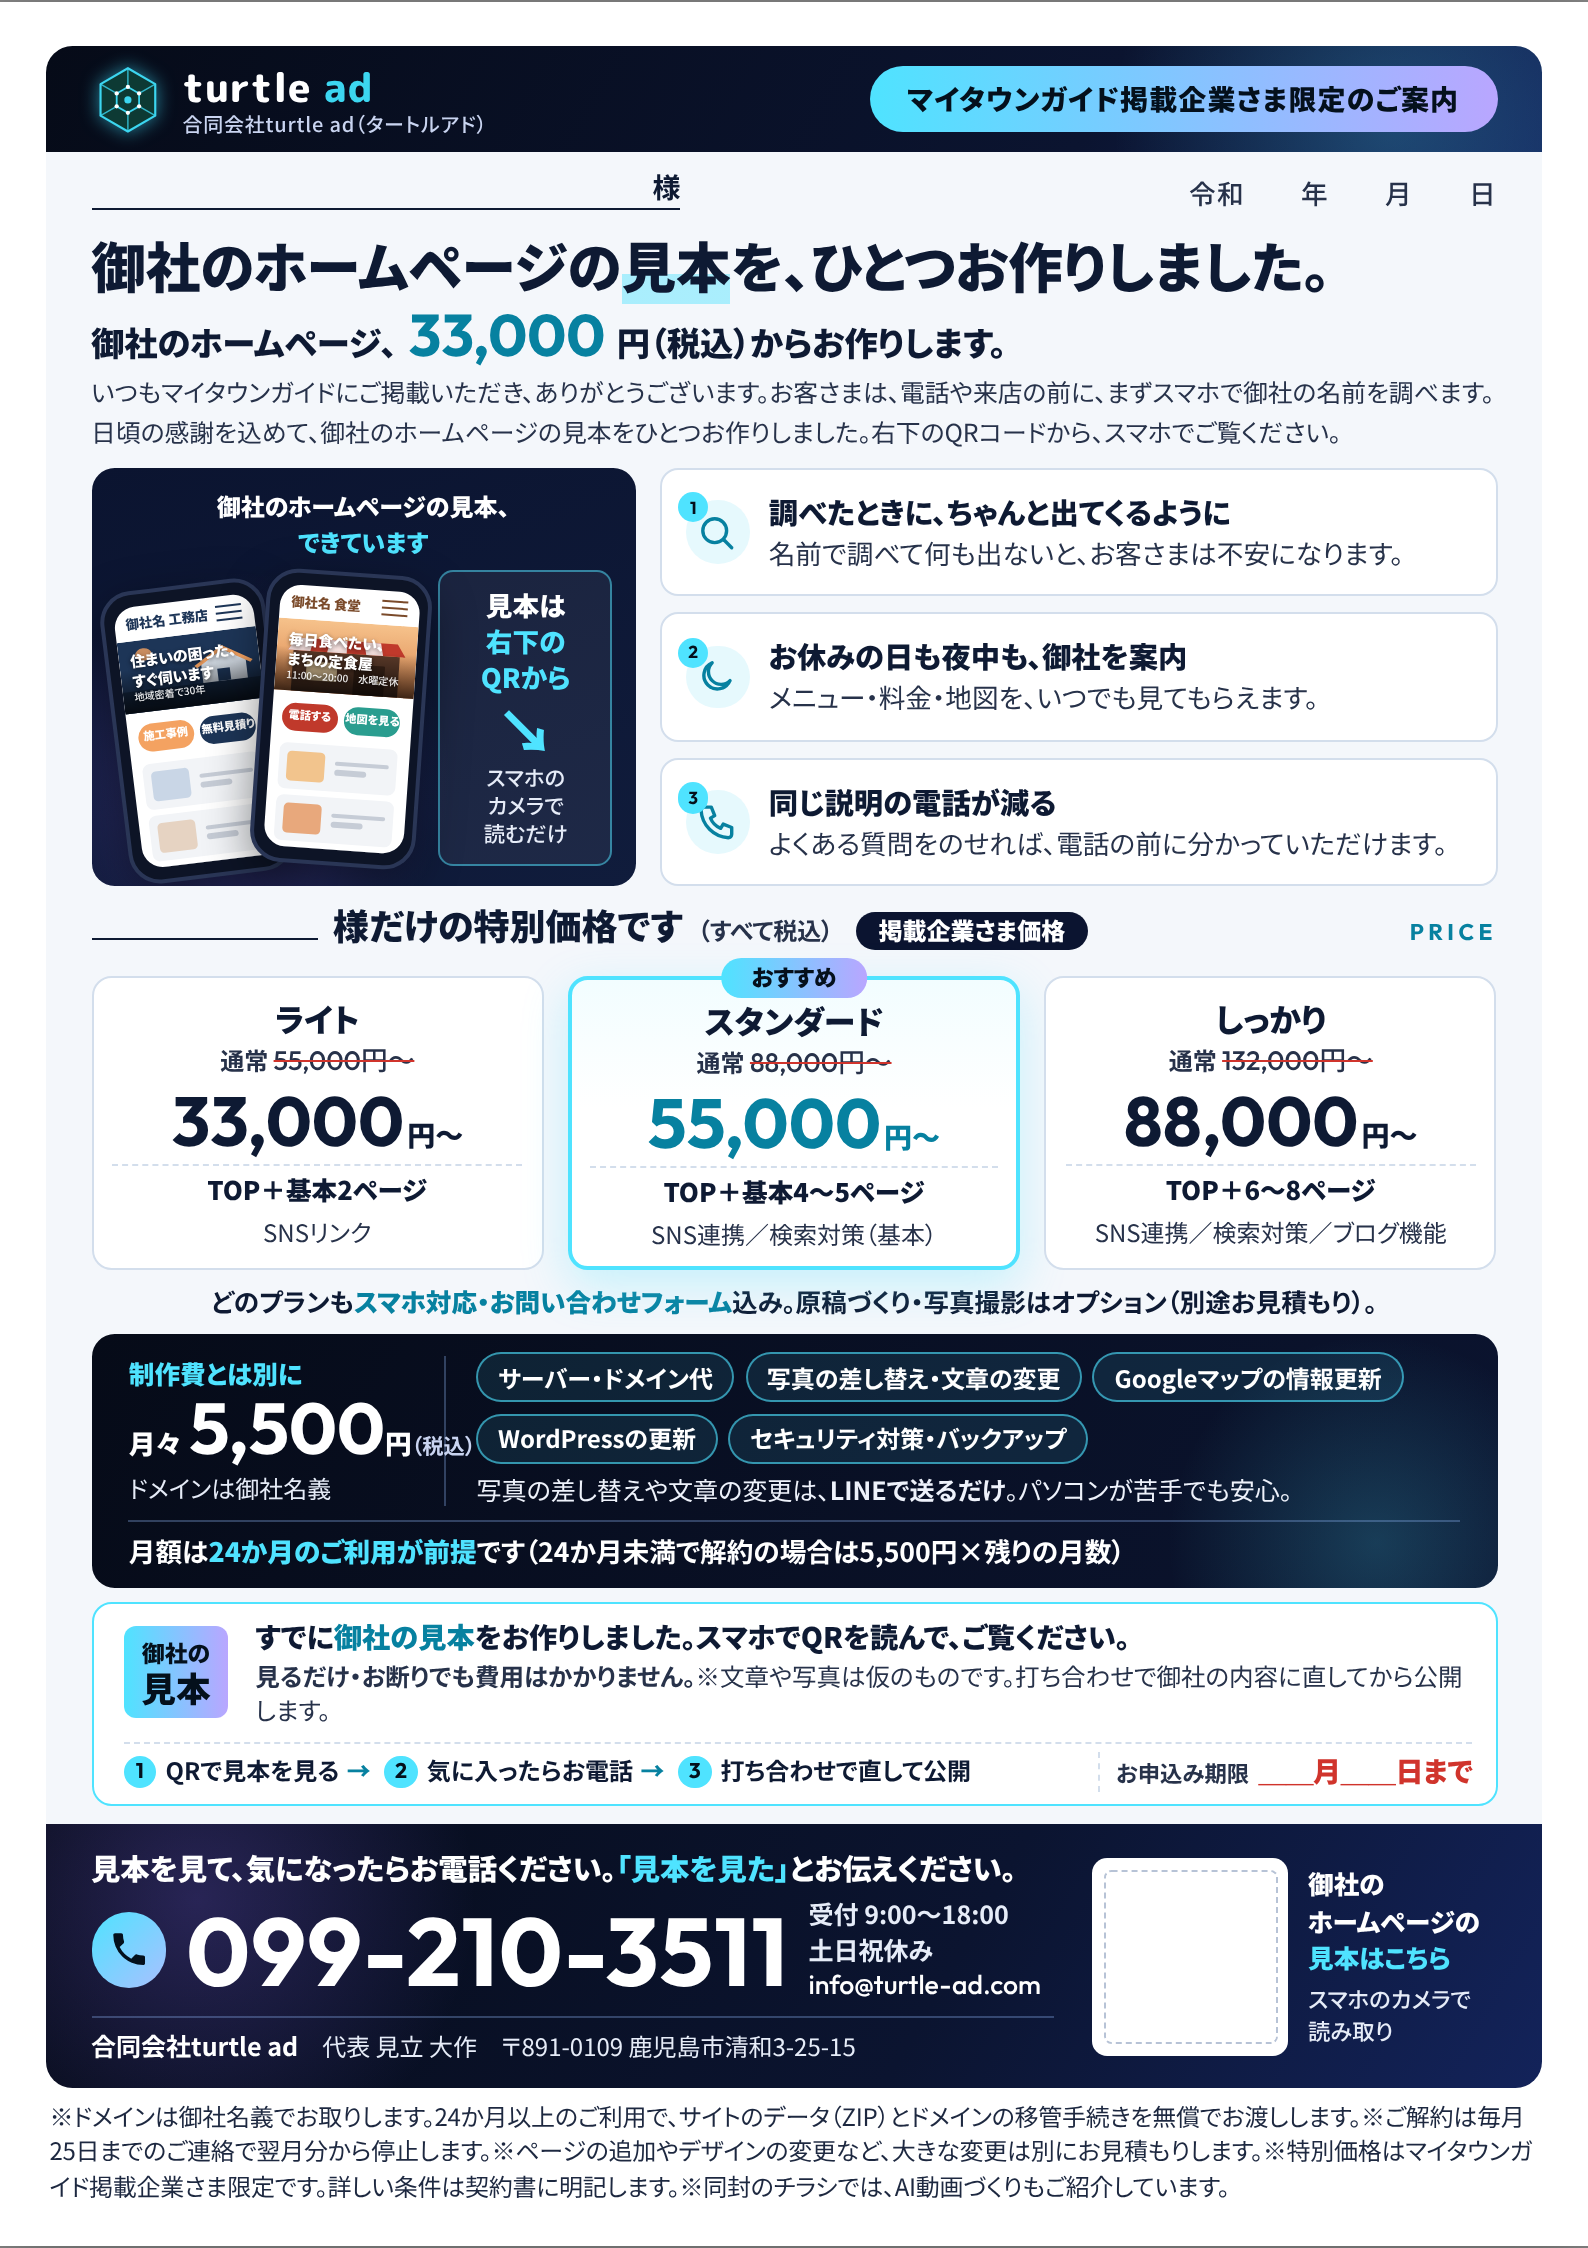 turtle ad
合同会社turtle ad（タートルアド）
マイタウンガイド掲載企業さま限定のご案内
様
令和　年　月　日
御社のホームページの見本を、ひとつお作りしました。
御社のホームページ、33,000円（税込）からお作りします。
いつもマイタウンガイドにご掲載いただき、ありがとうございます。お客さまは、電話や来店の前に、まずスマホで御社の名前を調べます。
日頃の感謝を込めて、御社のホームページの見本をひとつお作りしました。右下のQRコードから、スマホでご覧ください。
御社のホームページの見本、
できています
御社名 工務店
住まいの困った、
すぐ伺います
地域密着で30年
施工事例
無料見積り
御社名 食堂
毎日食べたい、
まちの定食屋
11:00〜20:00　水曜定休
電話する
地図を見る
見本は
右下の
QRから
スマホの
カメラで
読むだけ
1
調べたときに、ちゃんと出てくるように
名前で調べて何も出ないと、お客さまは不安になります。
2
お休みの日も夜中も、御社を案内
メニュー・料金・地図を、いつでも見てもらえます。
3
同じ説明の電話が減る
よくある質問をのせれば、電話の前に分かっていただけます。
様だけの特別価格です（すべて税込）　掲載企業さま価格
PRICE
ライト
通常 55,000円〜
33,000円〜
TOP＋基本2ページ
SNSリンク
おすすめ
スタンダード
通常 88,000円〜
55,000円〜
TOP＋基本4〜5ページ
SNS連携／検索対策（基本）
しっかり
通常 132,000円〜
88,000円〜
TOP＋6〜8ページ
SNS連携／検索対策／ブログ機能
どのプランもスマホ対応・お問い合わせフォーム込み。原稿づくり・写真撮影はオプション（別途お見積もり）。
制作費とは別に
月々5,500円（税込）
ドメインは御社名義
サーバー・ドメイン代
写真の差し替え・文章の変更
Googleマップの情報更新
WordPressの更新
セキュリティ対策・バックアップ
写真の差し替えや文章の変更は、LINEで送るだけ。パソコンが苦手でも安心。
月額は24か月のご利用が前提です（24か月未満で解約の場合は5,500円×残りの月数）
御社の
見本
すでに御社の見本をお作りしました。スマホでQRを読んで、ご覧ください。
見るだけ・お断りでも費用はかかりません。※文章や写真は仮のものです。打ち合わせで御社の内容に直してから公開
します。
1 QRで見本を見る → 2 気に入ったらお電話 → 3 打ち合わせで直して公開
お申込み期限 ____月____日まで
見本を見て、気になったらお電話ください。「見本を見た」とお伝えください。
099-210-3511
受付 9:00〜18:00
土日祝休み
info@turtle-ad.com
合同会社turtle ad　代表 見立 大作　〒891-0109 鹿児島市清和3-25-15
御社の
ホームページの
見本はこちら
スマホのカメラで
読み取り
※ドメインは御社名義でお取りします。24か月以上のご利用で、サイトのデータ（ZIP）とドメインの移管手続きを無償でお渡しします。※ご解約は毎月
25日までのご連絡で翌月分から停止します。※ページの追加やデザインの変更など、大きな変更は別にお見積もりします。※特別価格はマイタウンガ
イド掲載企業さま限定です。詳しい条件は契約書に明記します。※同封のチラシでは、AI動画づくりもご紹介しています。